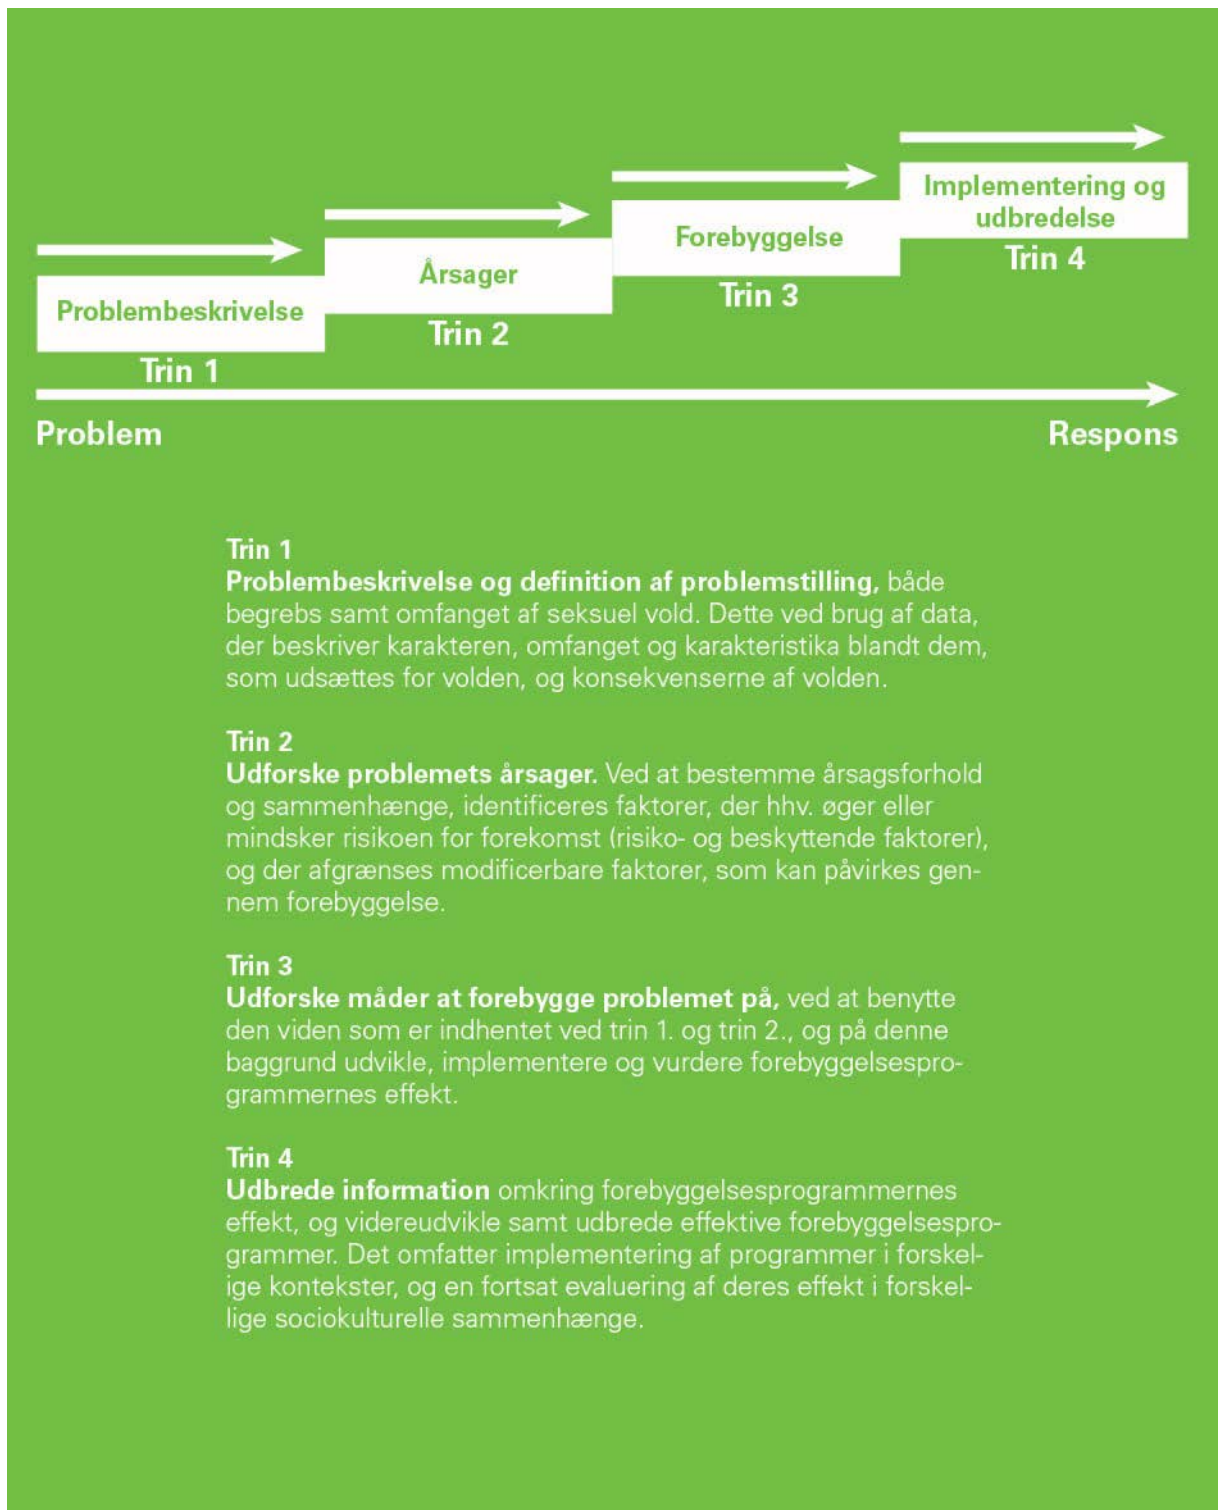 Implementering og
udbredelse
Trin 4
Forebyggelse
Trin 3
Årsager
Trin 2
Problembeskrivelse
Trin 1
Problem
Respons
Trin 1
Problembeskrivelse og definition af problemstilling, både
begrebs samt omfanget af seksuel vold. Dette ved brug af data,
der beskriver karakteren, omfanget og karakteristika blandt dem,
som udsættes for volden, og konsekvenserne af volden.
Trin 2
Udforske problemets årsager. Ved at bestemme årsagsforhold
og sammenhænge, identificeres faktorer, der hhv. øger eller
mindsker risikoen for forekomst (risiko- og beskyttende faktorer),
og der afgrænses modificerbare faktorer, som kan påvirkes gen-
nem forebyggelse.
Trin 3
Udforske måder at forebygge problemet på, ved at benytte
den viden som er indhentet ved trin 1. og trin 2., og på denne
baggrund udvikle, implementere og vurdere forebyggelsespro-
grammernes effekt.
Trin 4
Udbrede information omkring forebyggelsesprogrammernes
effekt, og videreudvikle samt udbrede effektive forebyggelsespro-
grammer. Det omfatter implementering af programmer i forskel-
ige kontekster, og en fortsat evaluering af deres effekt i forskel-
lige sociokulturelle sammenhænge.